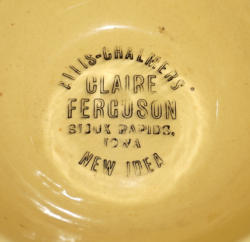 ALLIS-CHALMERS
CLAIRE
FERGUSON
SIOUX RAPIDS,
IOWA
NEW IDEA